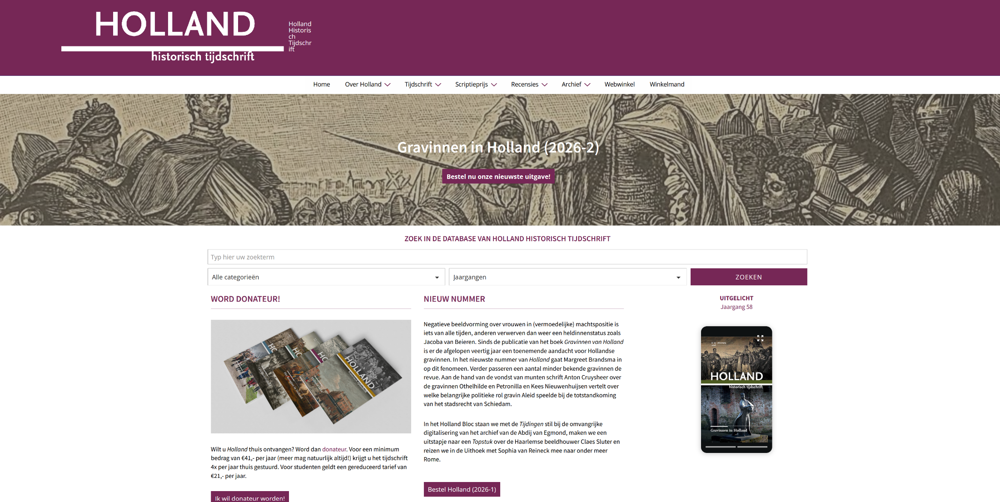 HOLLAND
historisch tijdschrift
Holland
Historis
ch
Tijdschr
ift
Home Over Holland Tijdschrift Scriptieprijs Recensies Archief Webwinkel Winkelmand
Gravinnen in Holland (2026-2)
Bestel nu onze nieuwste uitgave!
ZOEK IN DE DATABASE VAN HOLLAND HISTORISCH TIJDSCHRIFT
Typ hier uw zoekterm
Alle categorieën Jaargangen ZOEKEN
WORD DONATEUR!
HOLLAND
historisch tijdschrift
Wilt u Holland thuis ontvangen? Word dan donateur. Voor een minimum
bedrag van €41,- per jaar (meer mag natuurlijk altijd!) krijgt u het tijdschrift
4x per jaar thuis gestuurd. Voor studenten geldt een gereduceerd tarief van
€21,- per jaar.
Ik wil donateur worden!
NIEUW NUMMER
Negatieve beeldvorming over vrouwen in (vermoedelijke) machtspositie is
iets van alle tijden, anderen verwerven dan weer een heldinnenstatus zoals
Jacoba van Beieren. Sinds de publicatie van het boek Gravinnen van Holland
is er de afgelopen veertig jaar een toenemende aandacht voor Hollandse
gravinnen. In het nieuwste nummer van Holland gaat Margreet Brandsma in
op dit fenomeen. Verder passeren een aantal minder bekende gravinnen de
revue. Aan de hand van de vondst van munten schrift Anton Cruysheer over
de gravinnen Othelhilde en Petronilla en Kees Nieuwenhuijsen vertelt over
welke belangrijke politieke rol gravin Aleid speelde bij de totstandkoming
van het stadsrecht van Schiedam.
In het Holland Bloc staan we met de Tijdingen stil bij de omvangrijke
digitalisering van het archief van de Abdij van Egmond, maken we een
uitstapje naar een Topstuk over de Haarlemse beeldhouwer Claes Sluter en
reizen we in de Uithoek met Sophia van Reineck mee naar onder meer
Rome.
Bestel Holland (2026-1)
UITGELICHT
Jaargang 58
HOLLAND
historisch tijdschrift
Gravinnen in Holland